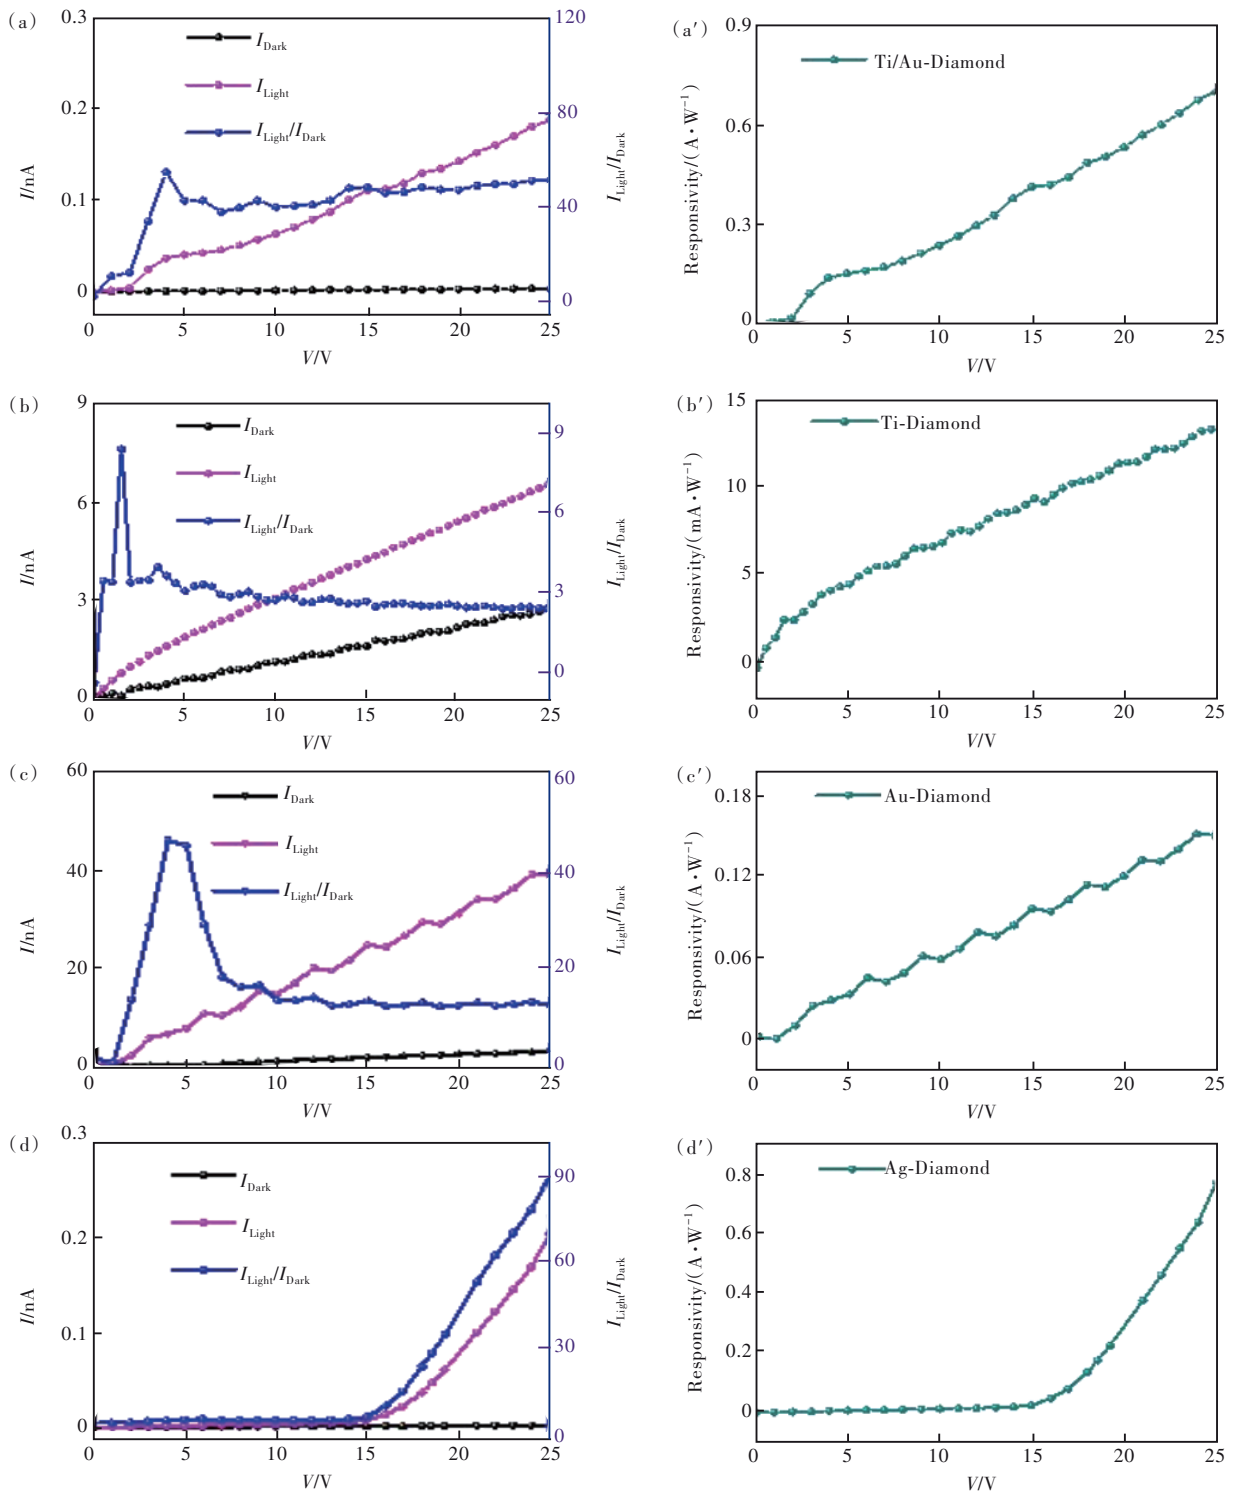 (a)
0.3
0.2
0.1
0
I/nA
I_Dark
I_Light
I_Light/I_Dark
120
80
40
0
I_Light/I_Dark
0 5 10 15 20 25
V/V
(a′)
0.9
0.6
0.3
0
Responsivity/(A·W⁻¹)
Ti/Au-Diamond
0 5 10 15 20 25
V/V
(b)
9
6
3
0
I/nA
I_Dark
I_Light
I_Light/I_Dark
9
6
3
0
I_Light/I_Dark
0 5 10 15 20 25
V/V
(b′)
15
10
5
0
Responsivity/(mA·W⁻¹)
Ti-Diamond
0 5 10 15 20 25
V/V
(c)
60
40
20
0
I/nA
I_Dark
I_Light
I_Light/I_Dark
60
40
20
0
I_Light/I_Dark
0 5 10 15 20 25
V/V
(c′)
0.18
0.12
0.06
0
Responsivity/(A·W⁻¹)
Au-Diamond
0 5 10 15 20 25
V/V
(d)
0.3
0.2
0.1
0
I/nA
I_Dark
I_Light
I_Light/I_Dark
90
60
30
0
I_Light/I_Dark
0 5 10 15 20 25
V/V
(d′)
0.8
0.6
0.4
0.2
0
Responsivity/(A·W⁻¹)
Ag-Diamond
0 5 10 15 20 25
V/V